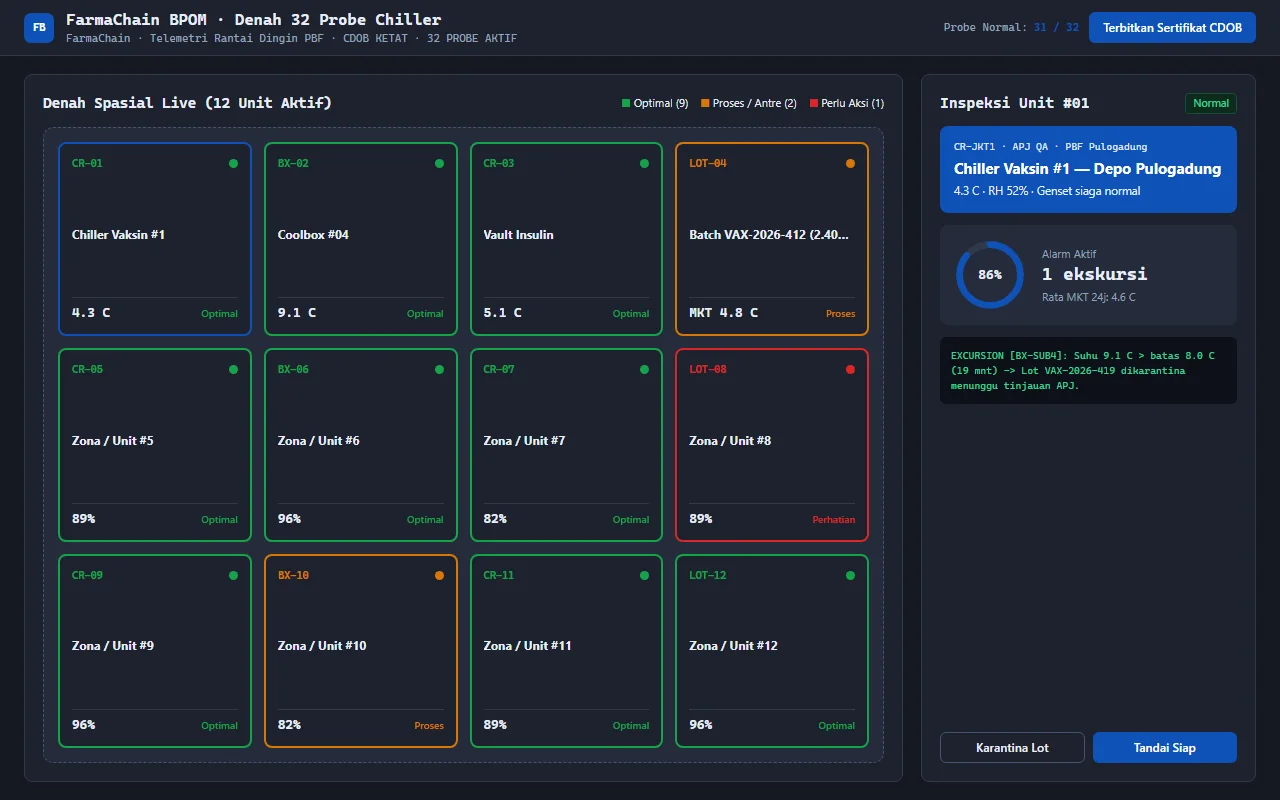 FB
FarmaChain BPOM · Denah 32 Probe Chiller
FarmaChain · Telemetri Rantai Dingin PBF · CDOB KETAT · 32 PROBE AKTIF
Probe Normal: 31 / 32
Terbitkan Sertifikat CDOB
Denah Spasial Live (12 Unit Aktif)
Optimal (9)
Proses / Antre (2)
Perlu Aksi (1)
CR-01
Chiller Vaksin #1
4.3 C
Optimal
BX-02
Coolbox #04
9.1 C
Optimal
CR-03
Vault Insulin
5.1 C
Optimal
LOT-04
Batch VAX-2026-412 (2.40...
MKT 4.8 C
Proses
CR-05
Zona / Unit #5
89%
Optimal
BX-06
Zona / Unit #6
96%
Optimal
CR-07
Zona / Unit #7
82%
Optimal
LOT-08
Zona / Unit #8
89%
Perhatian
CR-09
Zona / Unit #9
96%
Optimal
BX-10
Zona / Unit #10
82%
Proses
CR-11
Zona / Unit #11
89%
Optimal
LOT-12
Zona / Unit #12
96%
Optimal
Inspeksi Unit #01
Normal
CR-JKT1 · APJ QA · PBF Pulogadung
Chiller Vaksin #1 — Depo Pulogadung
4.3 C · RH 52% · Genset siaga normal
86%
Alarm Aktif
1 ekskursi
Rata MKT 24j: 4.6 C
EXCURSION [BX-SUB4]: Suhu 9.1 C > batas 8.0 C
(19 mnt) -> Lot VAX-2026-419 dikarantina
menunggu tinjauan APJ.
Karantina Lot
Tandai Siap